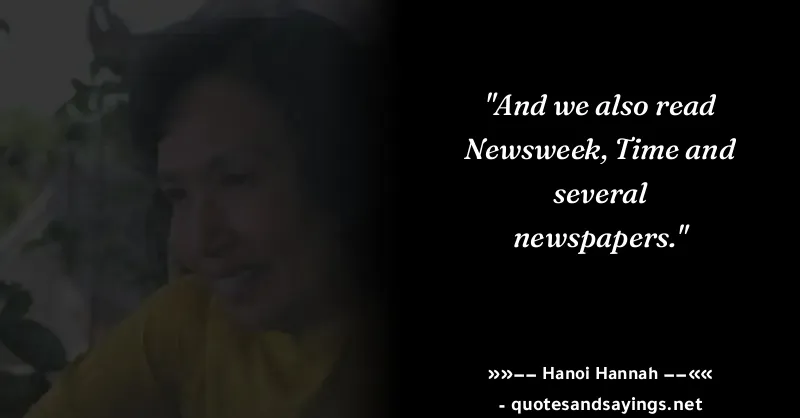 "And we also read
Newsweek, Time and
several
newspapers."
»»−− Hanoi Hannah −−««
- quotesandsayings.net